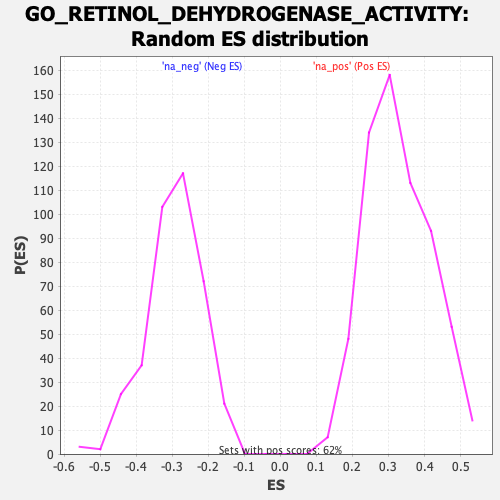 GO_RETINOL_DEHYDROGENASE_ACTIVITY:
Random ES distribution
'na_neg' (Neg ES)
'na_pos' (Pos ES)
160
150
140
130
120
110
100
90
80
70
60
50
40
30
20
10
0
P(ES)
Sets with pos scores: 62%
-0.6 -0.5 -0.4 -0.3 -0.2 -0.1 0.0 0.1 0.2 0.3 0.4 0.5
ES